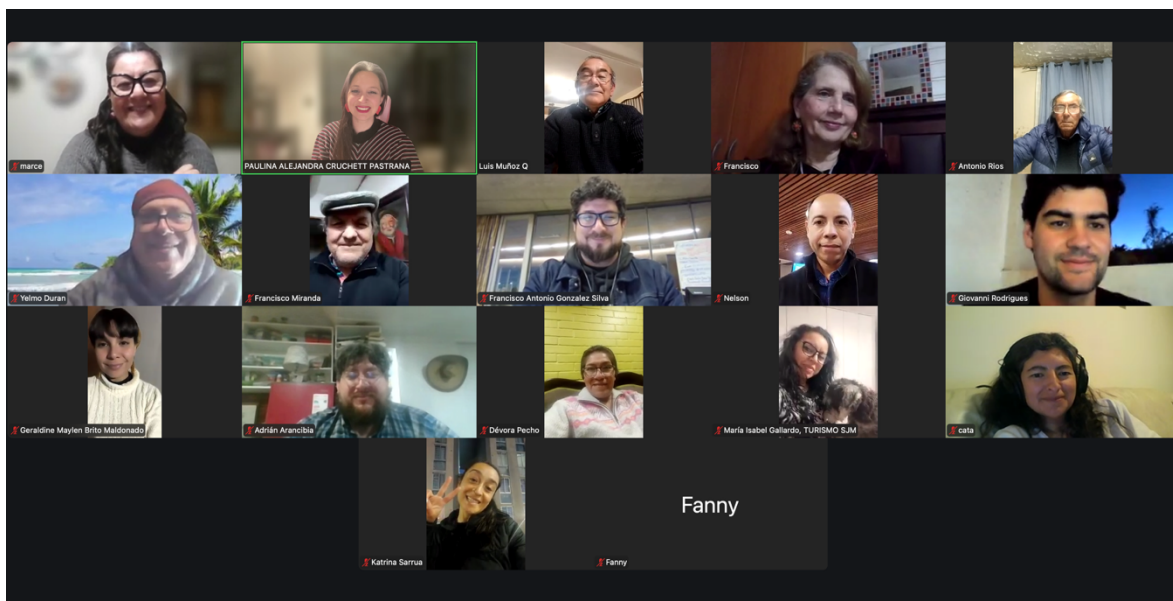 marce
PAULINA ALEJANDRA CRUCHETT PASTRANA
Luis Muñoz Q
Francisco
Antonio Rios
Yelmo Duran
Francisco Miranda
Francisco Antonio Gonzalez Silva
Nelson
Giovanni Rodrigues
Geraldine Maylen Brito Maldonado
Adrián Arancibia
Dévora Pecho
María Isabel Gallardo, TURISMO SJM
cata
Katrina Sarrua
Fanny
Fanny